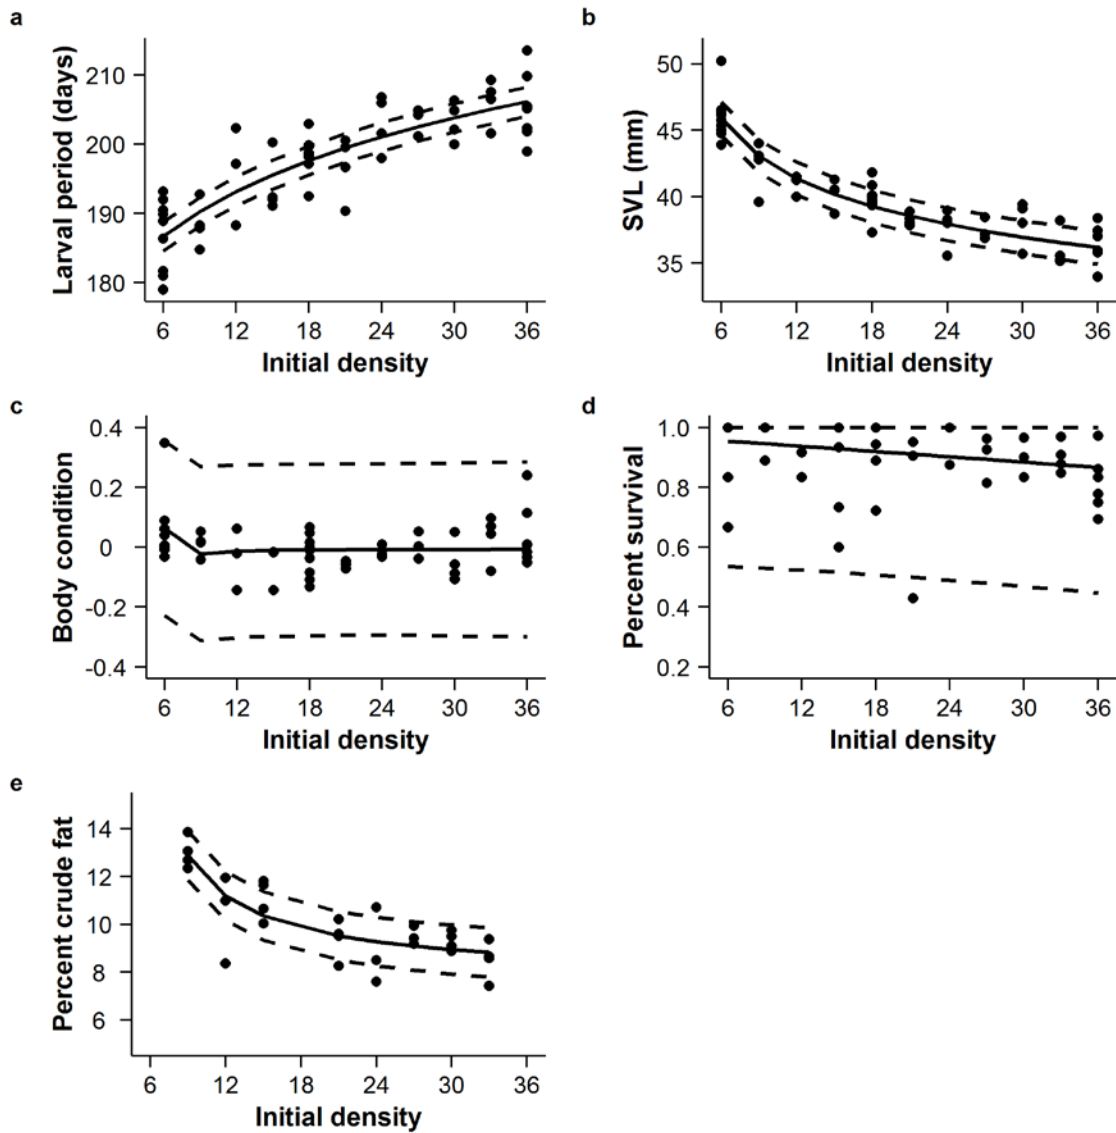 a
Larval period (days)
210
200
190
180
6 12 18 24 30 36
Initial density
b
SVL (mm)
50
45
40
35
6 12 18 24 30 36
Initial density
c
Body condition
0.4
0.2
0
-0.2
-0.4
6 12 18 24 30 36
Initial density
d
Percent survival
1.0
0.8
0.6
0.4
0.2
6 12 18 24 30 36
Initial density
e
Percent crude fat
14
12
10
8
6
6 12 18 24 30 36
Initial density